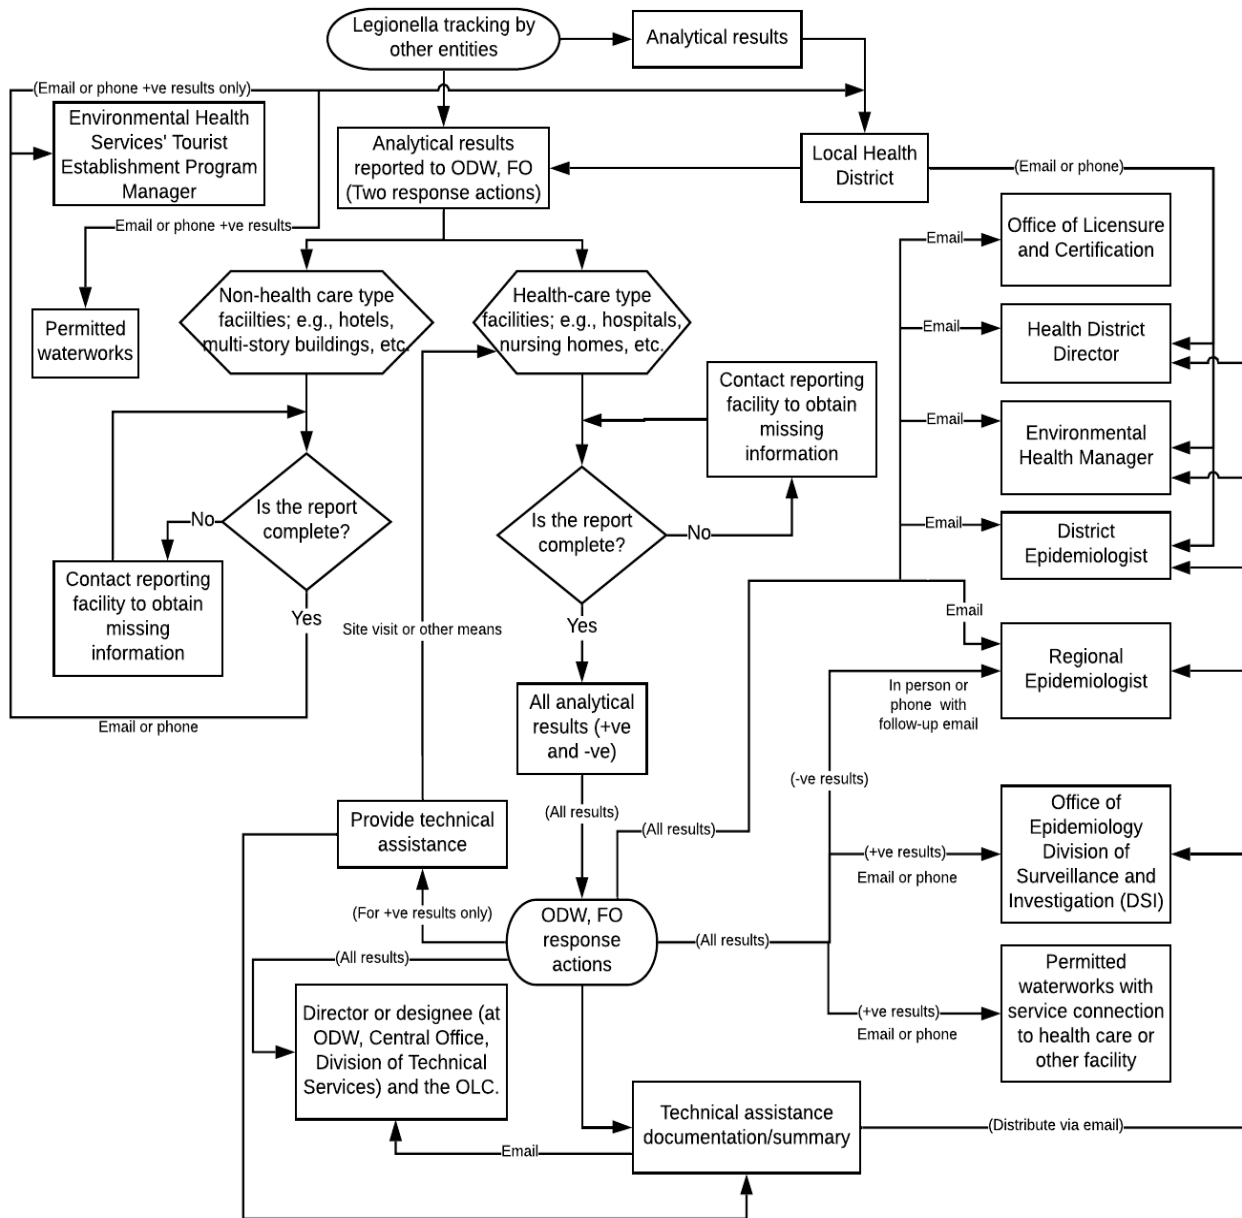 Legionella tracking by
other entities
Analytical results
(Email or phone +ve results only)
Environmental Health
Services' Tourist
Establishment Program
Manager
Analytical results
reported to ODW, FO
(Two response actions)
Local Health
District
(Email or phone)
Email or phone +ve results
Permitted
waterworks
Non-health care type
faciilties; e.g., hotels,
multi-story buildings, etc.
Health-care type
facilities; e.g., hospitals,
nursing homes, etc.
Email
Office of Licensure
and Certification
Email
Health District
Director
Contact reporting
facility to obtain
missing
information
Email
Environmental
Health Manager
Is the report
complete?
No
Is the report
complete?
No
Email
District
Epidemiologist
Contact reporting
facility to obtain
missing
information
Yes
Yes
Site visit or other means
Email
Regional
Epidemiologist
In person or
phone with
follow-up email
Email or phone
All analytical
results (+ve
and -ve)
(-ve results)
(All results)
(All results)
Provide technical
assistance
Office of
Epidemiology
Division of
Surveillance and
Investigation (DSI)
(+ve results)
Email or phone
(For +ve results only)
ODW, FO
response
actions
(All results)
(All results)
Permitted
waterworks with
service connection
to health care or
other facility
(+ve results)
Email or phone
Director or designee (at
ODW, Central Office,
Division of Technical
Services) and the OLC.
Technical assistance
documentation/summary
(Distribute via email)
Email